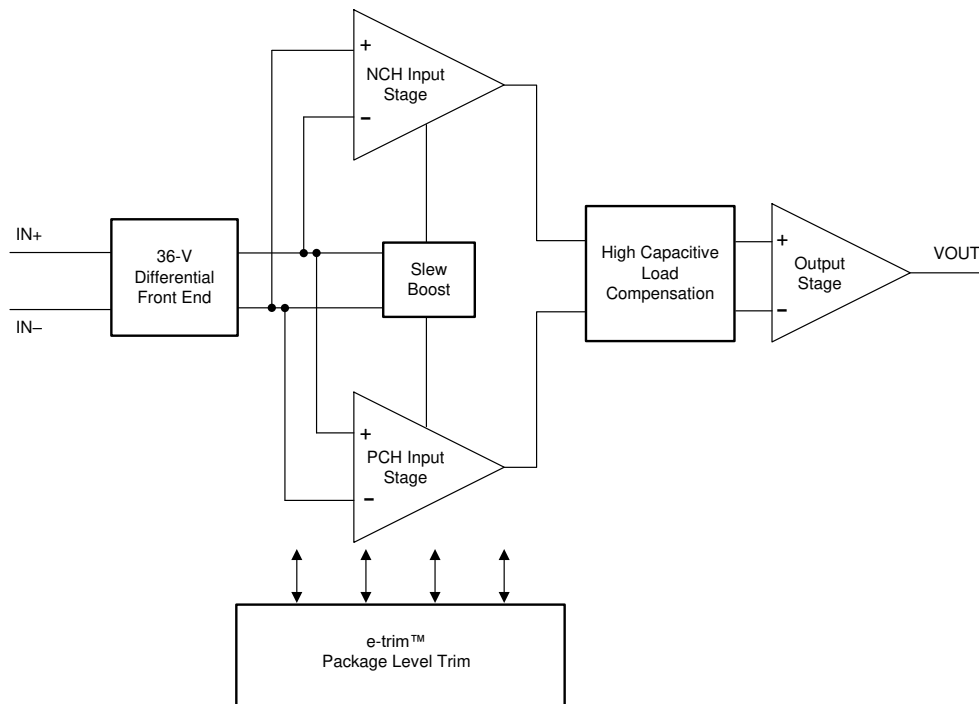 +
NCH Input
Stage
−
IN+
36-V
Differential
Front End
IN−
Slew
Boost
High Capacitive
Load
Compensation
+
Output
Stage
−
VOUT
+
PCH Input
Stage
−
e-trim™
Package Level Trim